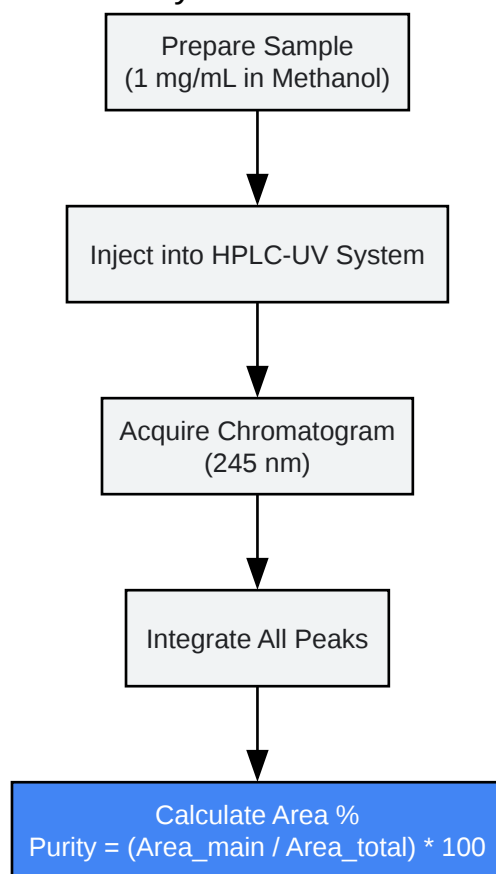 Prepare Sample
(1 mg/mL in Methanol)
Inject into HPLC-UV System
Acquire Chromatogram
(245 nm)
Integrate All Peaks
Calculate Area %
Purity = (Area_main / Area_total) * 100